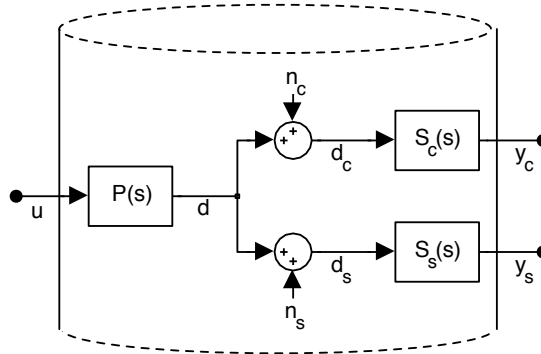 n_c
+
+
d_c
S_c(s)
y_c
u
P(s)
d
+
+
d_s
S_s(s)
y_s
n_s